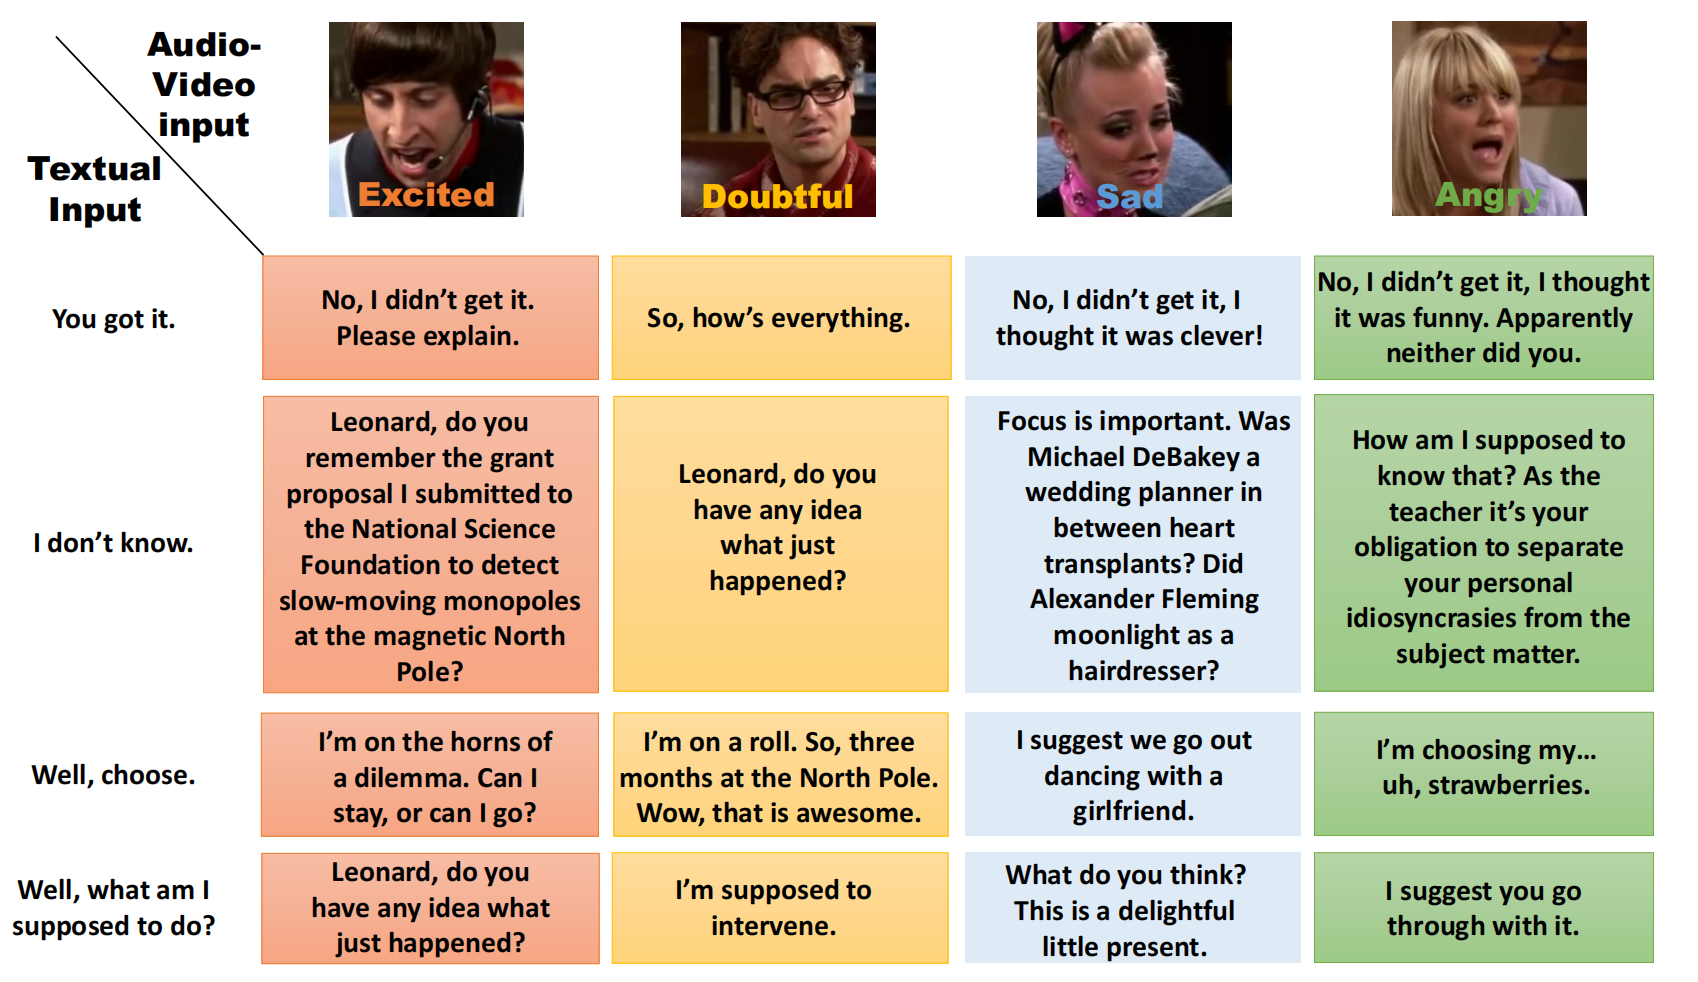 Audio-
Video
input
Textual
Input
Excited
Doubtful
Sad
Angry
You got it.
No, I didn't get it.
Please explain.
So, how's everything.
No, I didn't get it, I
thought it was clever!
No, I didn't get it, I thought
it was funny. Apparently
neither did you.
I don't know.
Leonard, do you
remember the grant
proposal I submitted to
the National Science
Foundation to detect
slow-moving monopoles
at the magnetic North
Pole?
Leonard, do you
have any idea
what just
happened?
Focus is important. Was
Michael DeBakey a
wedding planner in
between heart
transplants? Did
Alexander Fleming
moonlight as a
hairdresser?
How am I supposed to
know that? As the
teacher it's your
obligation to separate
your personal
idiosyncrasies from the
subject matter.
Well, choose.
I'm on the horns of
a dilemma. Can I
stay, or can I go?
I'm on a roll. So, three
months at the North Pole.
Wow, that is awesome.
I suggest we go out
dancing with a
girlfriend.
I'm choosing my…
uh, strawberries.
Well, what am I
supposed to do?
Leonard, do you
have any idea what
just happened?
I'm supposed to
intervene.
What do you think?
This is a delightful
little present.
I suggest you go
through with it.